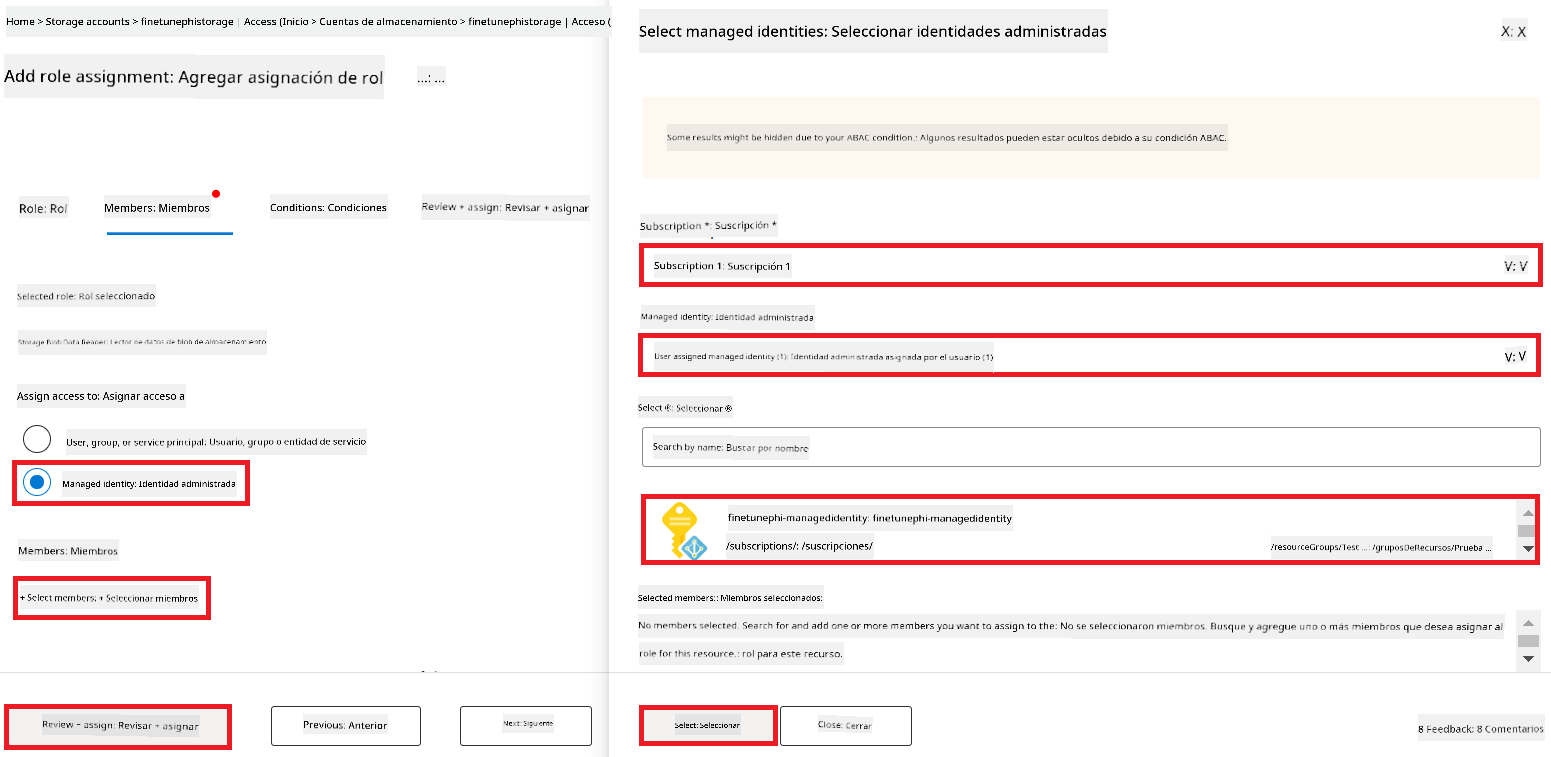 Home > Storage accounts > finetunephistorage | Access (Inicio > Cuentas de almacenamiento > finetunephistorage | Acceso (
Add role assignment: Agregar asignación de rol
...: ...
Role: Rol
Members: Miembros
Conditions: Condiciones
Review + assign: Revisar + asignar
Selected role: Rol seleccionado
Storage Blob Data Reader: Lector de datos de blob de almacenamiento
Assign access to: Asignar acceso a
User, group, or service principal: Usuario, grupo o entidad de servicio
Managed identity: Identidad administrada
Members: Miembros
+ Select members: + Seleccionar miembros
Review + assign: Revisar + asignar
Previous: Anterior
Next: Siguiente
Select managed identities: Seleccionar identidades administradas
X: X
Some results might be hidden due to your ABAC condition.: Algunos resultados pueden estar ocultos debido a su condición ABAC.
Subscription *: Suscripción *
Subscription 1: Suscripción 1
V: V
Managed identity: Identidad administrada
User assigned managed identity (1): Identidad administrada asignada por el usuario (1)
V: V
Select ®: Seleccionar ®
Search by name: Buscar por nombre
finetunephi-managedidentity: finetunephi-managedidentity
/subscriptions/: /suscripciones/
/resourceGroups/Test ...: /gruposDeRecursos/Prueba ...
Selected members:: Miembros seleccionados:
No members selected. Search for and add one or more members you want to assign to the: No se seleccionaron miembros. Busque y agregue uno o más miembros que desea asignar al
role for this resource.: rol para este recurso.
Select: Seleccionar
Close: Cerrar
8 Feedback: 8 Comentarios